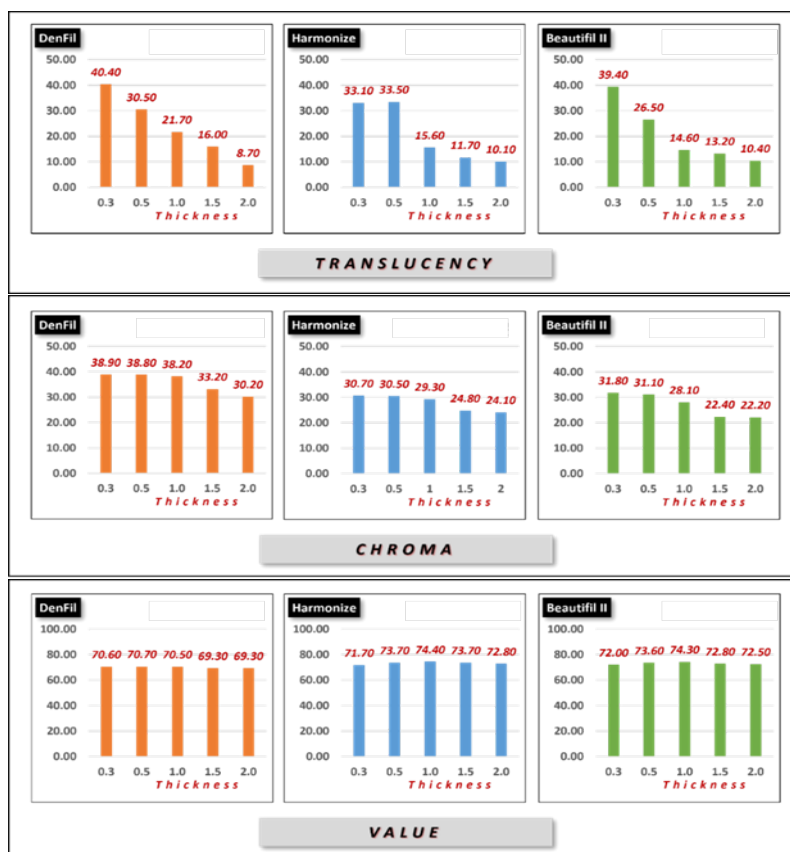 DenFil
50.00
40.00
30.00
20.00
10.00
0.00
40.40
30.50
21.70
16.00
8.70
0.3 0.5 1.0 1.5 2.0
Thickness
Harmonize
50.00
40.00
30.00
20.00
10.00
0.00
33.10 33.50
15.60
11.70
10.10
0.3 0.5 1.0 1.5 2.0
Thickness
Beautifil II
50.00
40.00
30.00
20.00
10.00
0.00
39.40
26.50
14.60
13.20
10.40
0.3 0.5 1.0 1.5 2.0
Thickness
TRANSLUCENCY
DenFil
50.00
40.00
30.00
20.00
10.00
0.00
38.90 38.80 38.20
33.20
30.20
0.3 0.5 1.0 1.5 2.0
Thickness
Harmonize
50.00
40.00
30.00
20.00
10.00
0.00
30.70 30.50 29.30
24.80 24.10
0.3 0.5 1 1.5 2
Thickness
Beautifil II
50.00
40.00
30.00
20.00
10.00
0.00
31.80 31.10
28.10
22.40 22.20
0.3 0.5 1.0 1.5 2.0
Thickness
CHROMA
DenFil
100.00
80.00
60.00
40.00
20.00
0.00
70.60 70.70 70.50 69.30 69.30
0.3 0.5 1.0 1.5 2.0
Thickness
Harmonize
100.00
80.00
60.00
40.00
20.00
0.00
71.70 73.70 74.40 73.70 72.80
0.3 0.5 1.0 1.5 2.0
Thickness
Beautifil II
100.00
80.00
60.00
40.00
20.00
0.00
72.00 73.60 74.30 72.80 72.50
0.3 0.5 1.0 1.5 2.0
Thickness
VALUE